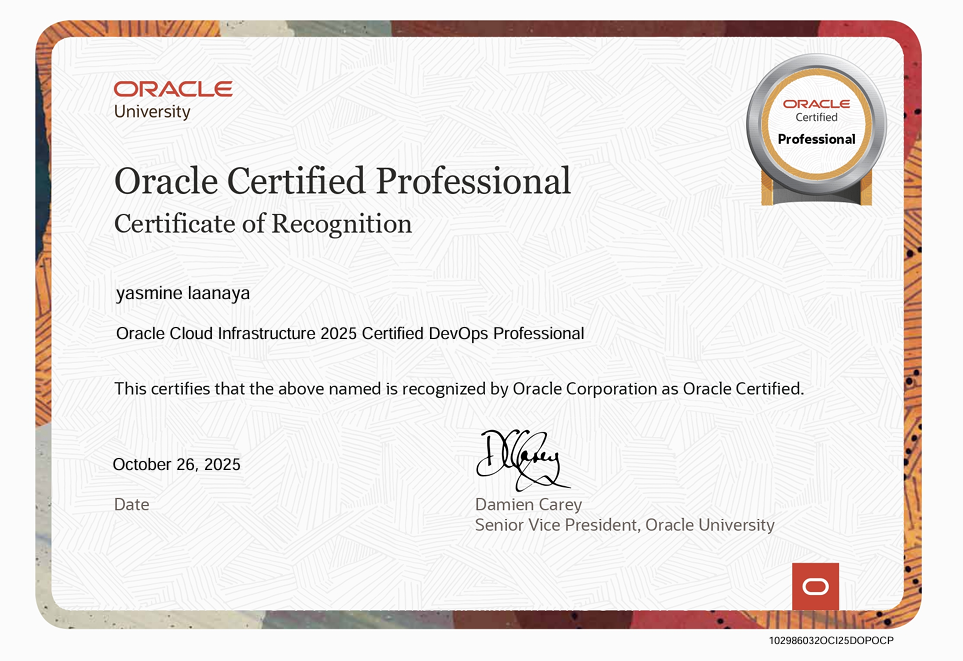 ORACLE
University
ORACLE
Certified
Professional
Oracle Certified Professional
Certificate of Recognition
yasmine laanaya
Oracle Cloud Infrastructure 2025 Certified DevOps Professional
This certifies that the above named is recognized by Oracle Corporation as Oracle Certified.
October 26, 2025
Date
DCarey
Damien Carey
Senior Vice President, Oracle University
102986032OCI25DOPOCP